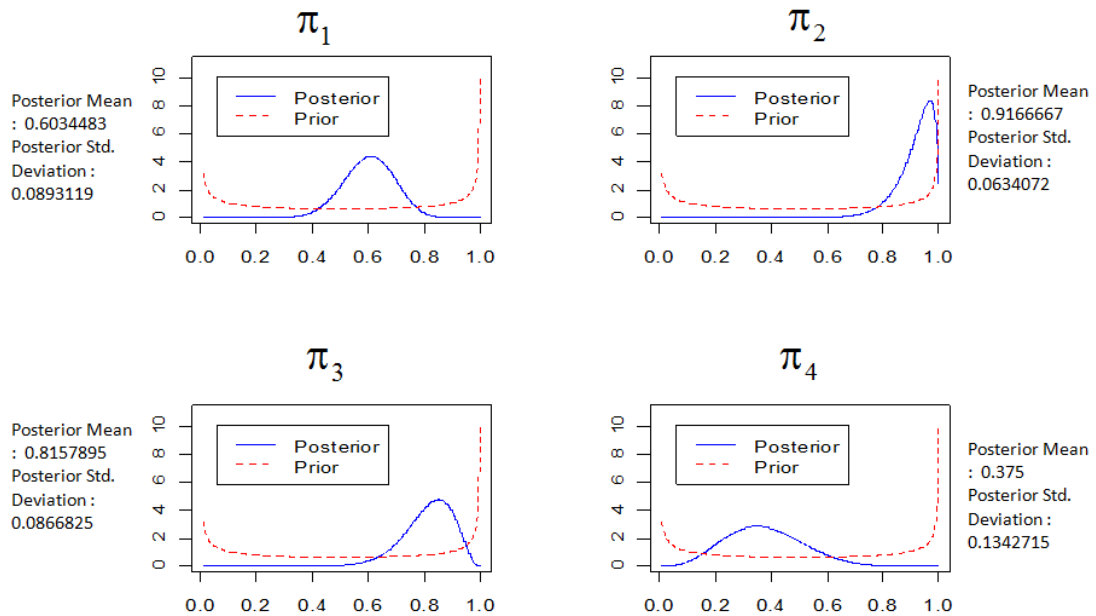 π1
Posterior Mean
: 0.6034483
Posterior Std.
Deviation :
0.0893119
10
8
6
4
2
0
Posterior
Prior
0.0 0.2 0.4 0.6 0.8 1.0
π2
10
8
6
4
2
0
Posterior
Prior
0.0 0.2 0.4 0.6 0.8 1.0
Posterior Mean
: 0.9166667
Posterior Std.
Deviation :
0.0634072
π3
Posterior Mean
: 0.8157895
Posterior Std.
Deviation :
0.0866825
10
8
6
4
2
0
Posterior
Prior
0.0 0.2 0.4 0.6 0.8 1.0
π4
10
8
6
4
2
0
Posterior
Prior
0.0 0.2 0.4 0.6 0.8 1.0
Posterior Mean
: 0.375
Posterior Std.
Deviation :
0.1342715